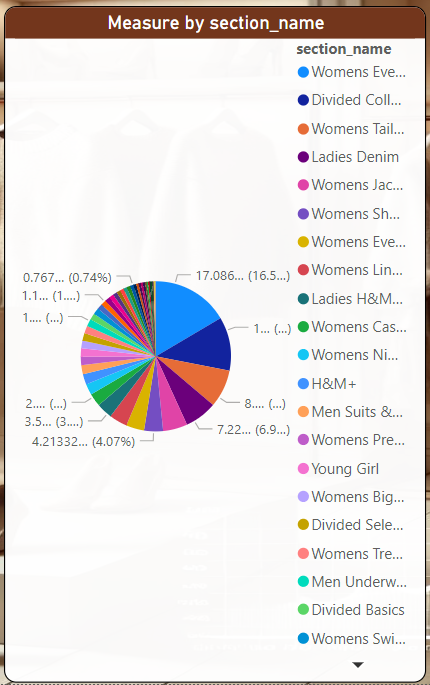 Measure by section_name
section_name
Womens Eve...
Divided Coll...
Womens Tail...
Ladies Denim
Womens Jac...
Womens Sh...
Womens Eve...
Womens Lin...
Ladies H&M...
Womens Cas...
Womens Ni...
H&M+
Men Suits &...
Womens Pre...
Young Girl
Womens Big...
Divided Sele...
Womens Tre...
Men Underw...
Divided Basics
Womens Swi...
17.086... (16.5...)
1... (...)
8.... (...)
7.22... (6.9...)
4.21332... (4.07%)
3.5... (3....)
2.... (...)
1.... (...)
1.1... (1....)
0.767... (0.74%)